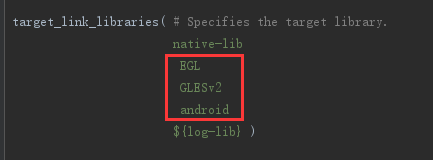 target_link_libraries( # Specifies the target library.
native-lib
EGL
GLESv2
android
${log-lib} )